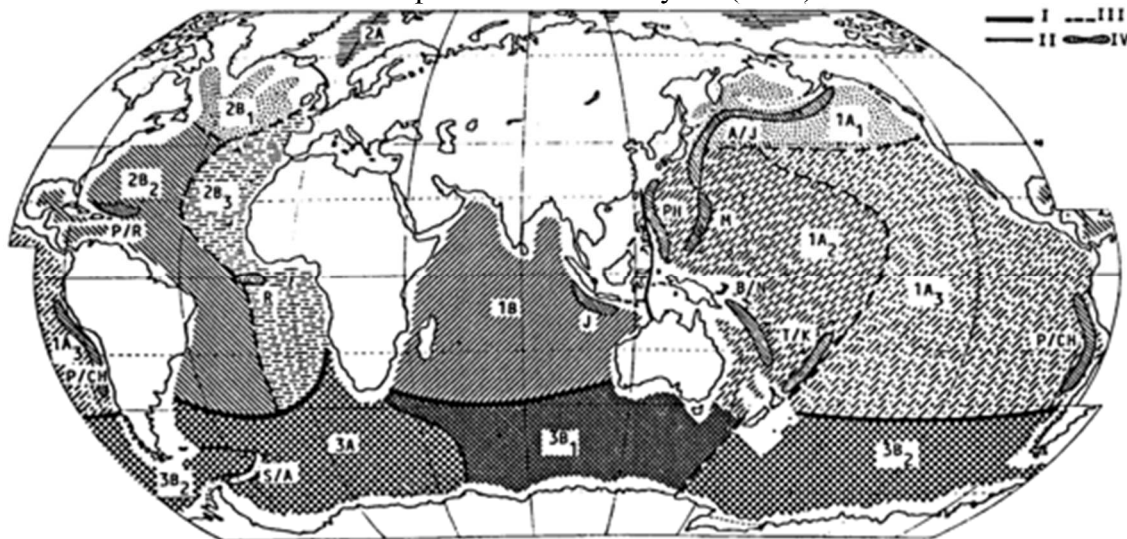 I III
II IV
2A
2B1
1A1
A/J
2B2
2B3
PH
M
P/R
1A2
B/N
1A3
R
1B
J
T/K
1A3
P/CH
P/CH
3A
3B1
3B2
3B2
S/A